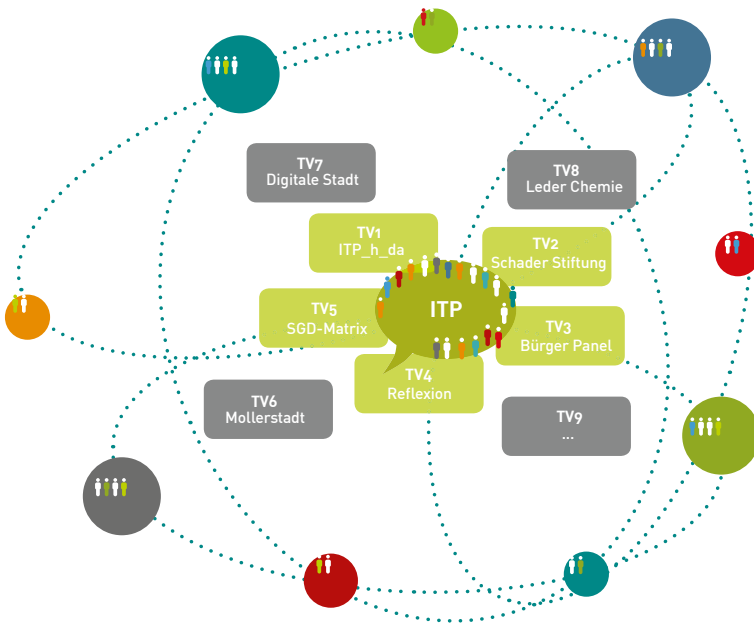 TV7
Digitale Stadt
TV8
Leder Chemie
TV1
ITP_h_da
TV2
Schader Stiftung
ITP
TV5
SGD-Matrix
TV3
Bürger Panel
TV4
Reflexion
TV6
Mollerstadt
TV9
...